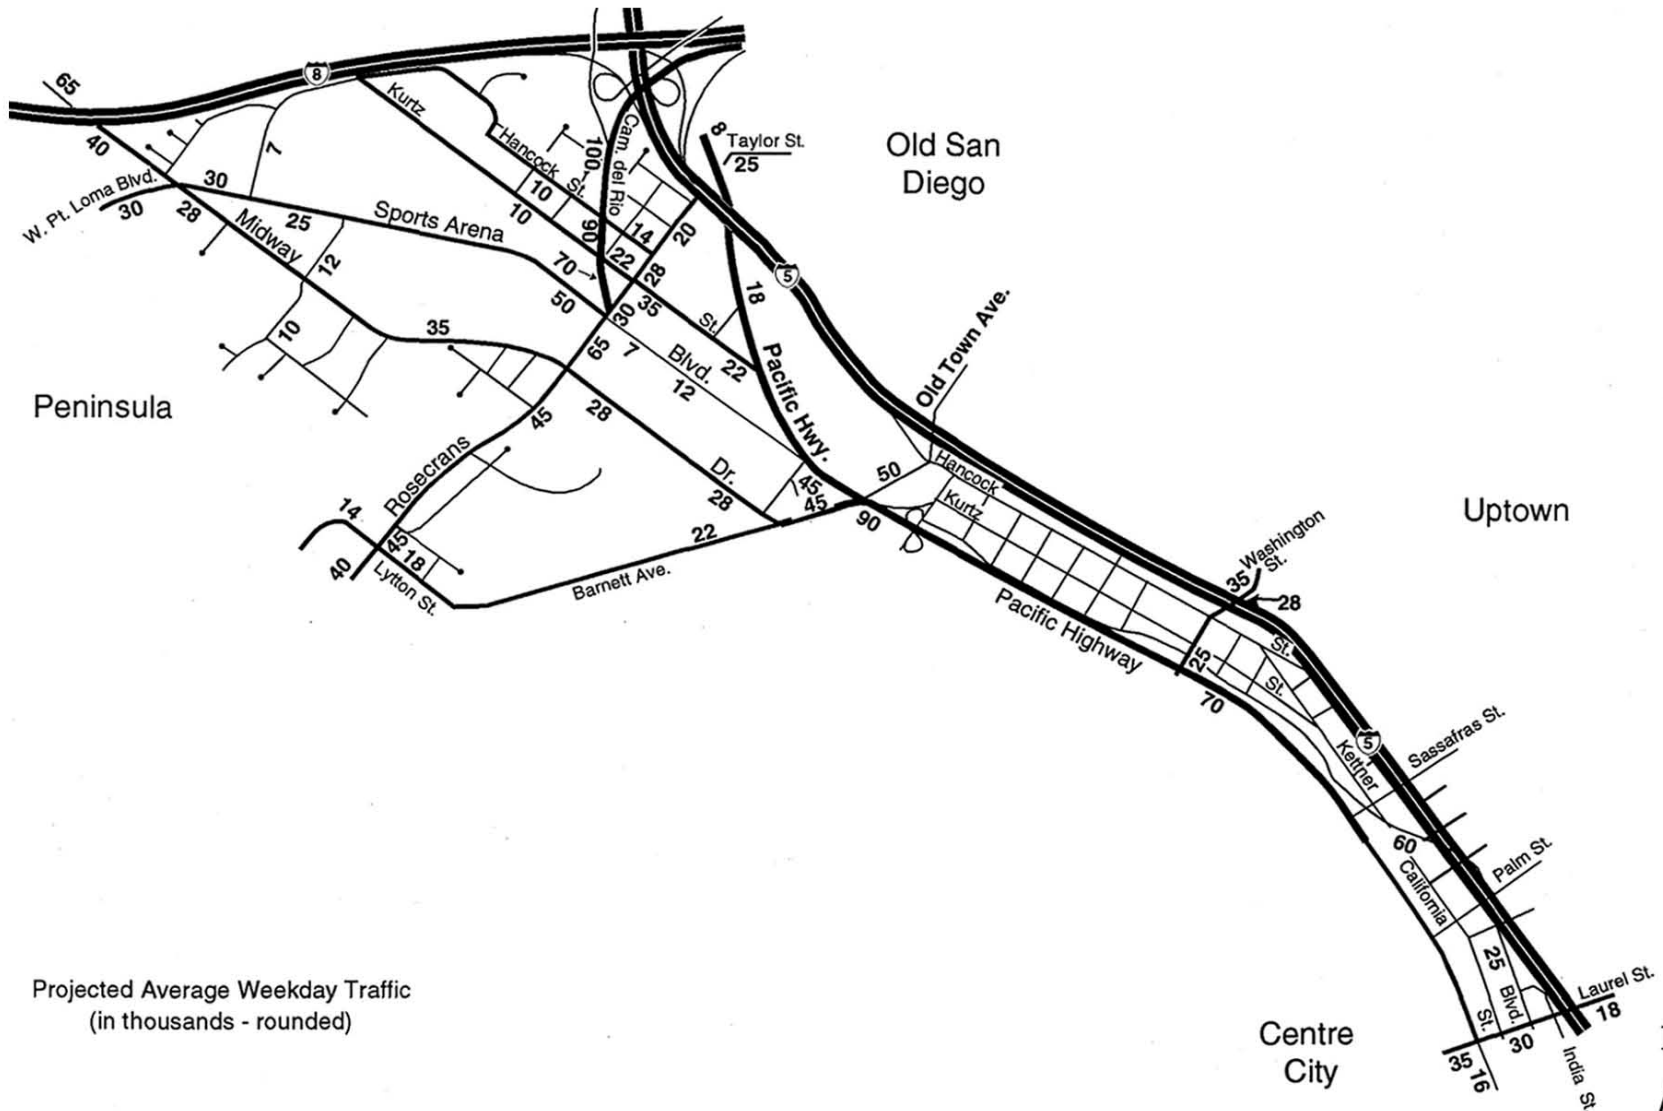 65
8
40
7
W. Pt. Loma Blvd.
30
30
28
25
Midway
12
Sports Arena
Kurtz
Hancock
St.
10
10
100
Cam. del Rio
90
14
20
22
28
70
50
30
35
St.
22
8
Taylor St.
25
Old San
Diego
5
18
Pacific Hwy.
Old Town Ave.
10
35
65
7
Blvd.
12
Peninsula
45
28
Rosecrans
Dr.
28
45
45
50
Hancock
Kurtz
90
14
45
18
40
Lytton St.
22
Barnett Ave.
Uptown
Washington
St.
35
28
Pacific Highway
25
St.
St.
70
5
Kettner
Sassafras St.
60
Palm St.
California
25
Blvd.
St.
Laurel St.
18
30
35
16
India St
Projected Average Weekday Traffic
(in thousands - rounded)
Centre
City